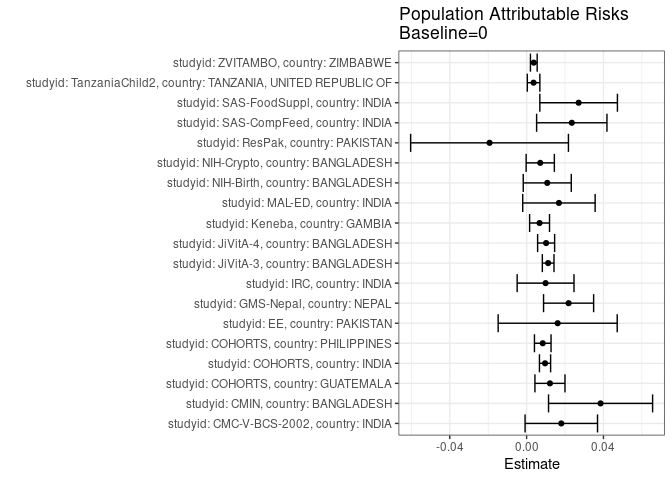 Population Attributable Risks
Baseline=0
studyid: ZVITAMBO, country: ZIMBABWE
studyid: TanzaniaChild2, country: TANZANIA, UNITED REPUBLIC OF
studyid: SAS-FoodSuppl, country: INDIA
studyid: SAS-CompFeed, country: INDIA
studyid: ResPak, country: PAKISTAN
studyid: NIH-Crypto, country: BANGLADESH
studyid: NIH-Birth, country: BANGLADESH
studyid: MAL-ED, country: INDIA
studyid: Keneba, country: GAMBIA
studyid: JiVitA-4, country: BANGLADESH
studyid: JiVitA-3, country: BANGLADESH
studyid: IRC, country: INDIA
studyid: GMS-Nepal, country: NEPAL
studyid: EE, country: PAKISTAN
studyid: COHORTS, country: PHILIPPINES
studyid: COHORTS, country: INDIA
studyid: COHORTS, country: GUATEMALA
studyid: CMIN, country: BANGLADESH
studyid: CMC-V-BCS-2002, country: INDIA
-0.04 0.00 0.04
Estimate